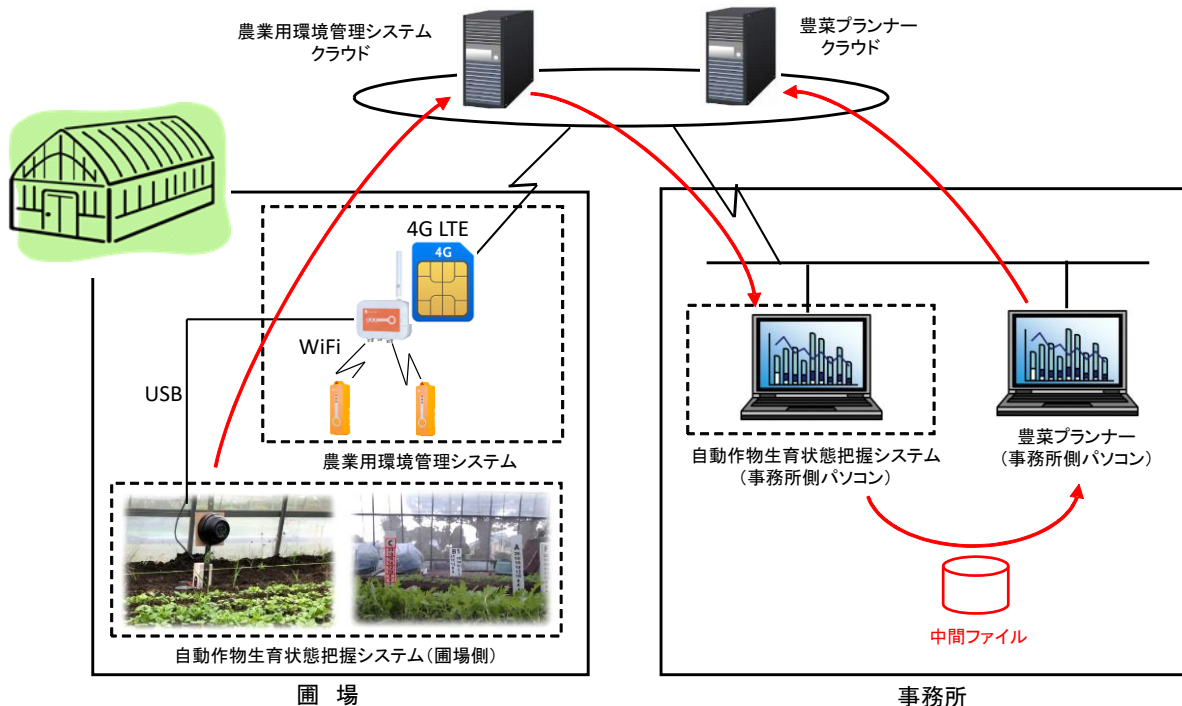 農業用環境管理システム
クラウド
豊菜プランナー
クラウド
4G LTE
4G
WiFi
USB
農業用環境管理システム
自動作物生育状態把握システム(圃場側)
圃 場
自動作物生育状態把握システム
(事務所側パソコン)
豊菜プランナー
(事務所側パソコン)
中間ファイル
事務所